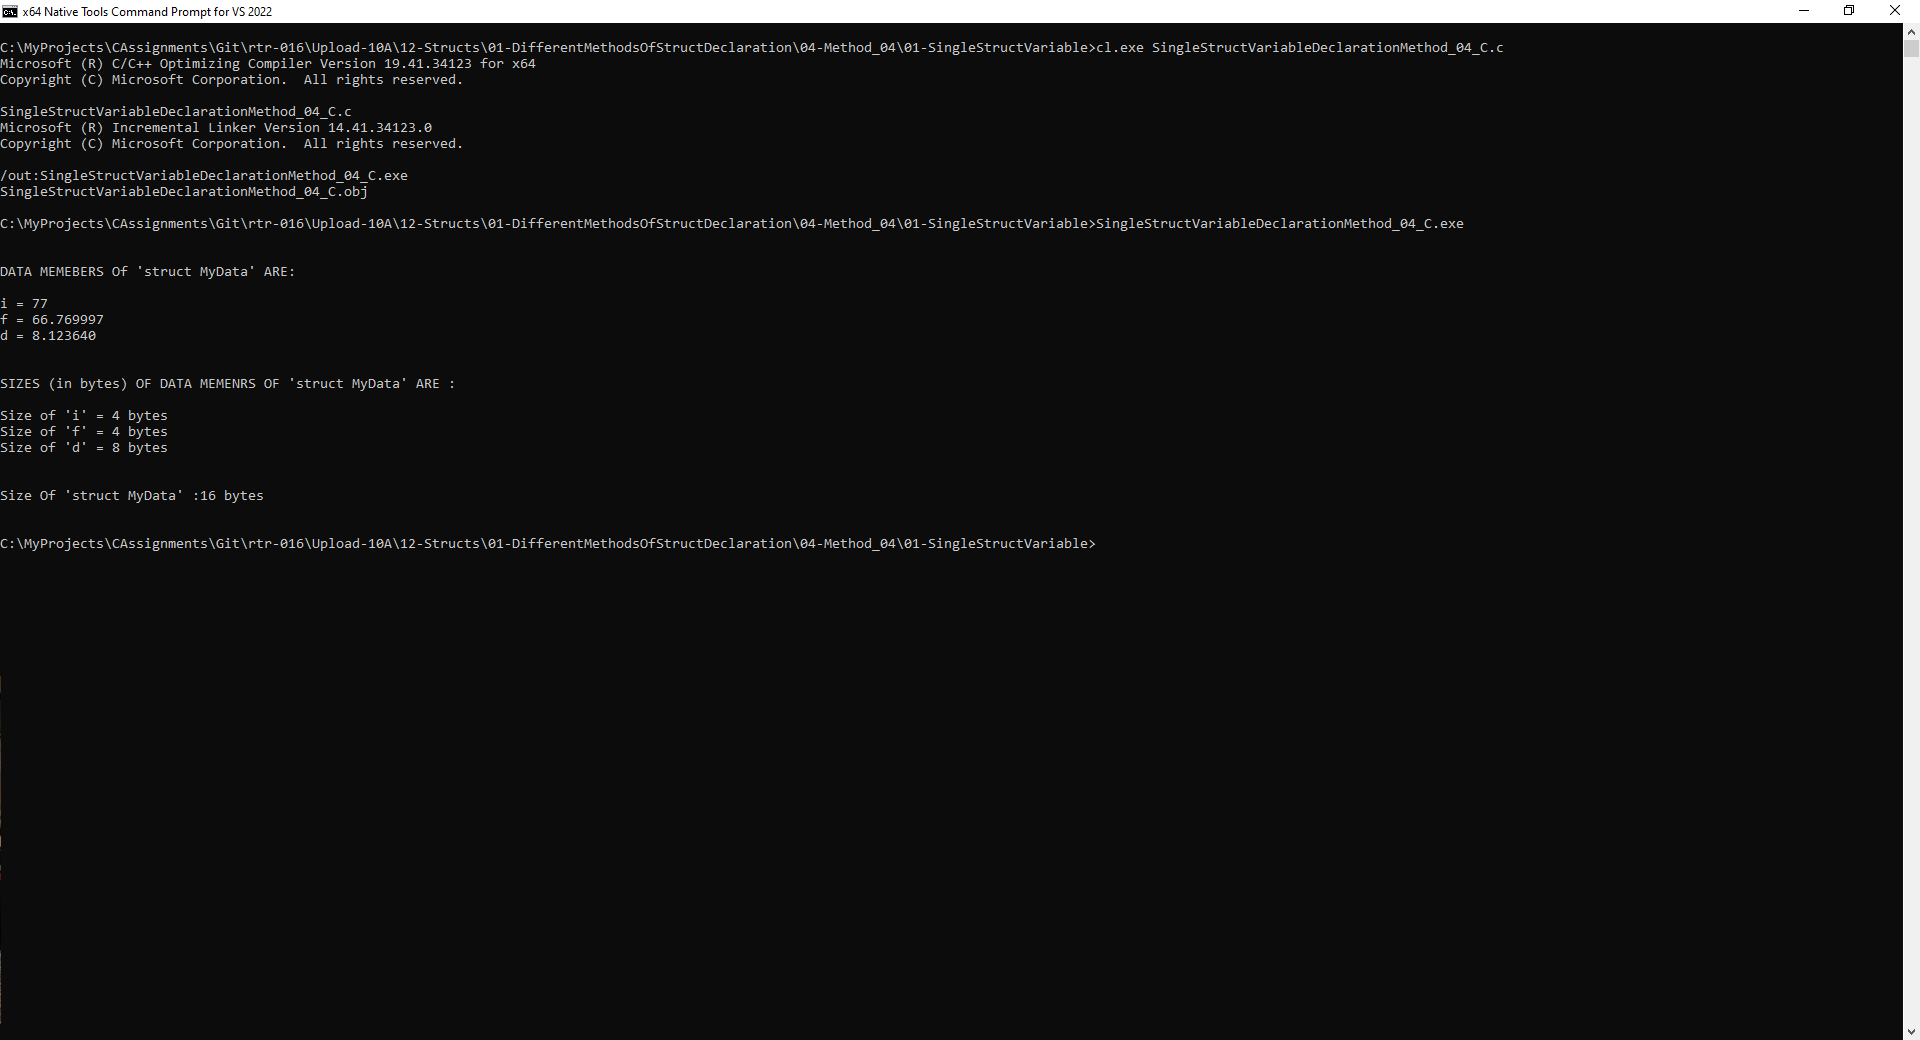 x64 Native Tools Command Prompt for VS 2022
C:\MyProjects\CAssignments\Git\rtr-016\Upload-10A\12-Structs\01-DifferentMethodsOfStructDeclaration\04-Method_04\01-SingleStructVariable>cl.exe SingleStructVariableDeclarationMethod_04_C.c
Microsoft (R) C/C++ Optimizing Compiler Version 19.41.34123 for x64
Copyright (C) Microsoft Corporation.  All rights reserved.
SingleStructVariableDeclarationMethod_04_C.c
Microsoft (R) Incremental Linker Version 14.41.34123.0
Copyright (C) Microsoft Corporation.  All rights reserved.
/out:SingleStructVariableDeclarationMethod_04_C.exe
SingleStructVariableDeclarationMethod_04_C.obj
C:\MyProjects\CAssignments\Git\rtr-016\Upload-10A\12-Structs\01-DifferentMethodsOfStructDeclaration\04-Method_04\01-SingleStructVariable>SingleStructVariableDeclarationMethod_04_C.exe
DATA MEMEBERS Of 'struct MyData' ARE:
i = 77
f = 66.769997
d = 8.123640
SIZES (in bytes) OF DATA MEMENRS OF 'struct MyData' ARE :
Size of 'i' = 4 bytes
Size of 'f' = 4 bytes
Size of 'd' = 8 bytes
Size Of 'struct MyData' :16 bytes
C:\MyProjects\CAssignments\Git\rtr-016\Upload-10A\12-Structs\01-DifferentMethodsOfStructDeclaration\04-Method_04\01-SingleStructVariable>